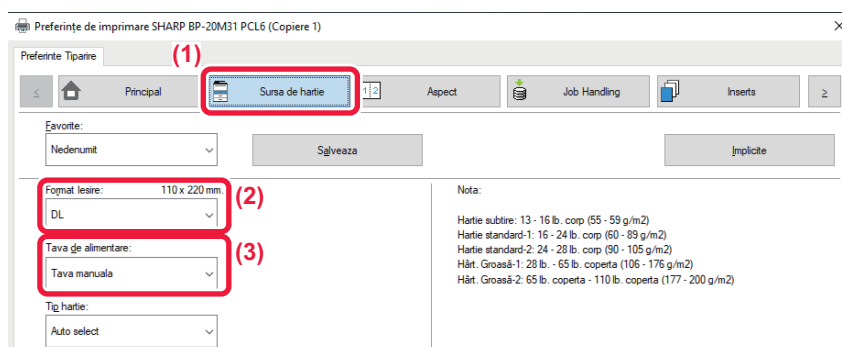 Preferințe de imprimare SHARP BP-20M31 PCL6 (Copiere 1)
Preferinte Tiparire
(1)
Principal
Sursa de hartie
1 2
Aspect
Job Handling
Inserts
Favorite:
Nedenumit
Salveaza
Implicite
Format Iesire: 110 x 220 mm.
(2)
DL
Tava de alimentare:
(3)
Tava manuala
Tip hartie:
Auto select
Nota:
Hartie subtire: 13 - 16 lb. corp (55 - 59 g/m2)
Hartie standard-1: 16 - 24 lb. corp (60 - 89 g/m2)
Hartie standard-2: 24 - 28 lb. corp (90 - 105 g/m2)
Hârt. Groasă-1: 28 lb. - 65 lb. coperta (106 - 176 g/m2)
Hârt. Groasă-2: 65 lb. coperta - 110 lb. coperta (177 - 200 g/m2)